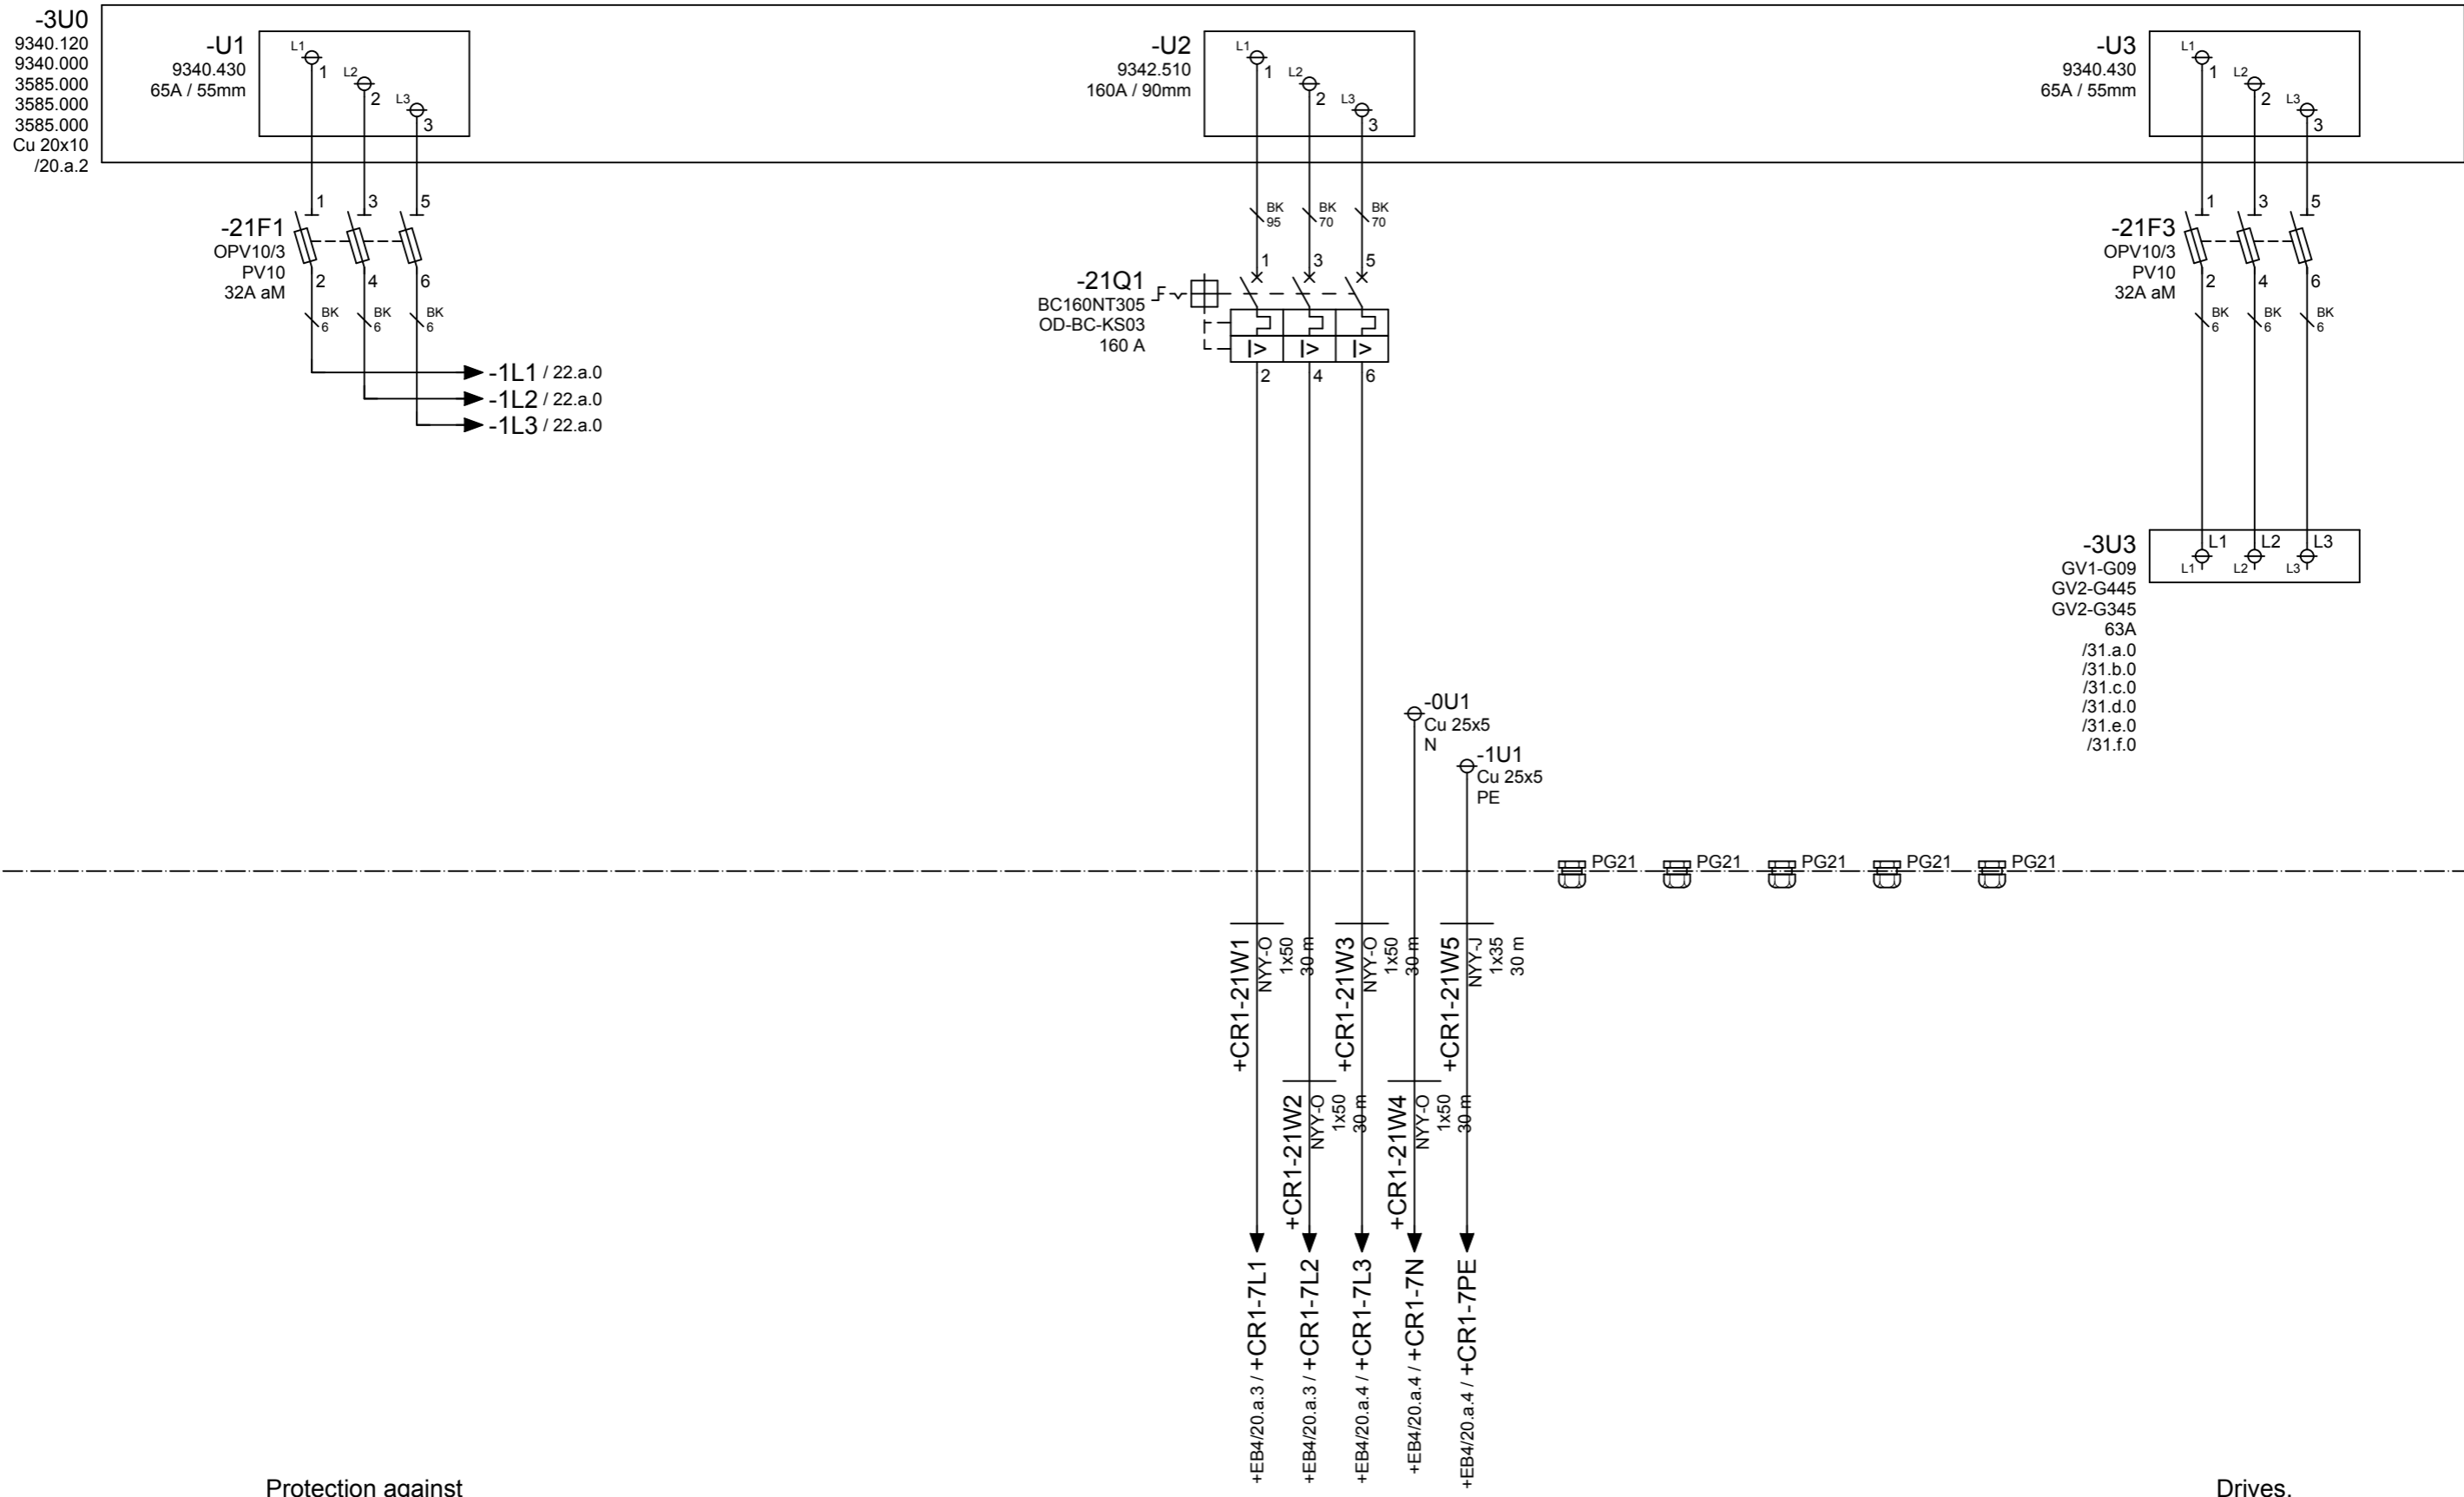 -3U0
9340.120
9340.000
3585.000
3585.000
3585.000
Cu 20x10
/20.a.2
-U1
9340.430
65A / 55mm
L1
1
L2
2
L3
3
-U2
9342.510
160A / 90mm
L1
1
L2
2
L3
3
-U3
9340.430
65A / 55mm
L1
1
L2
2
L3
3
-21F1
OPV10/3
PV10
32A aM
1
3
5
2
4
6
BK
6
BK
6
BK
6
-1L1 / 22.a.0
-1L2 / 22.a.0
-1L3 / 22.a.0
BK
95
BK
70
BK
70
-21Q1
BC160NT305
OD-BC-KS03
160 A
1
3
5
I>
I>
I>
2
4
6
-21F3
OPV10/3
PV10
32A aM
1
3
5
2
4
6
BK
6
BK
6
BK
6
-3U3
GV1-G09
GV2-G445
GV2-G345
63A
/31.a.0
/31.b.0
/31.c.0
/31.d.0
/31.e.0
/31.f.0
L1
L2
L3
L1
L2
L3
-0U1
Cu 25x5
N
-1U1
Cu 25x5
PE
PG21
PG21
PG21
PG21
PG21
+CR1-21W1
NYY-O
1x50
30 m
+CR1-21W3
NYY-O
1x50
30 m
+CR1-21W5
NYY-J
1x35
30 m
+CR1-21W2
NYY-O
1x50
30 m
+CR1-21W4
NYY-O
1x50
30 m
+EB4/20.a.3 / +CR1-7L1
+EB4/20.a.3 / +CR1-7L2
+EB4/20.a.4 / +CR1-7L3
+EB4/20.a.4 / +CR1-7N
+EB4/20.a.4 / +CR1-7PE
Protection against
Drives.